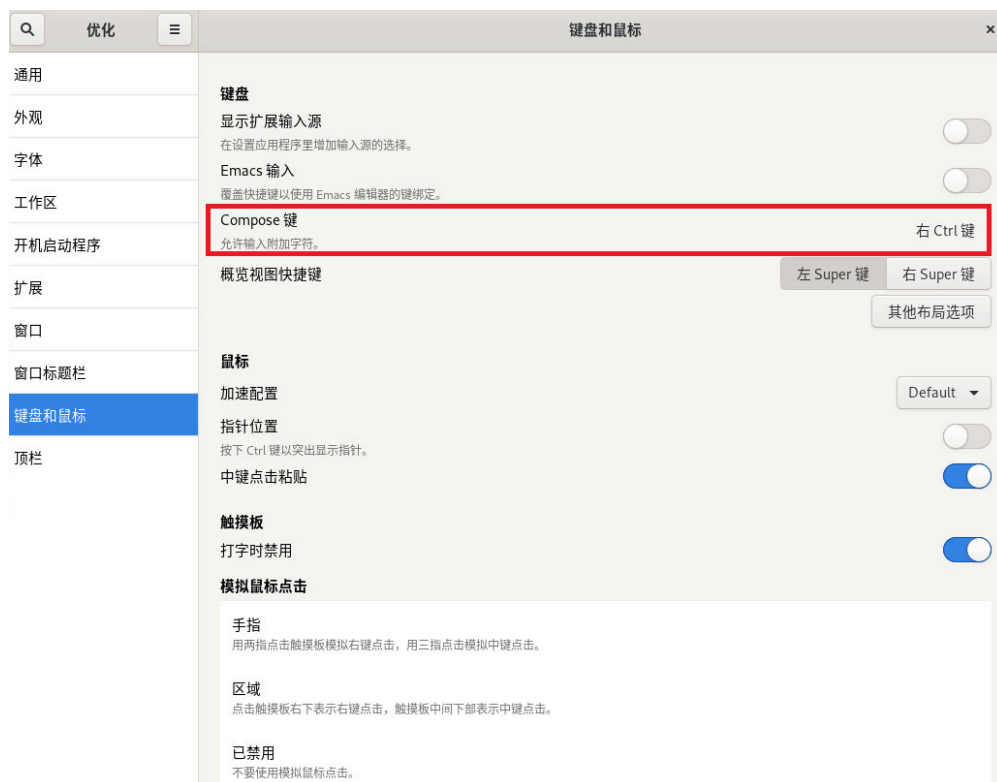 优化
键盘和鼠标
通用
外观
字体
工作区
开机启动程序
扩展
窗口
窗口标题栏
键盘和鼠标
顶栏
键盘
显示扩展输入源
在设置应用程序里增加输入源的选择。
Emacs 输入
覆盖快捷键以使用 Emacs 编辑器的键绑定。
Compose 键
允许输入附加字符。
右 Ctrl 键
概览视图快捷键
左 Super 键
右 Super 键
其他布局选项
鼠标
加速配置
Default
指针位置
按下 Ctrl 键以突出显示指针。
中键点击粘贴
触摸板
打字时禁用
模拟鼠标点击
手指
用两指点击触摸板模拟右键点击，用三指点击模拟中键点击。
区域
点击触摸板右下表示右键点击，触摸板中间下部表示中键点击。
已禁用
不要使用模拟鼠标点击。